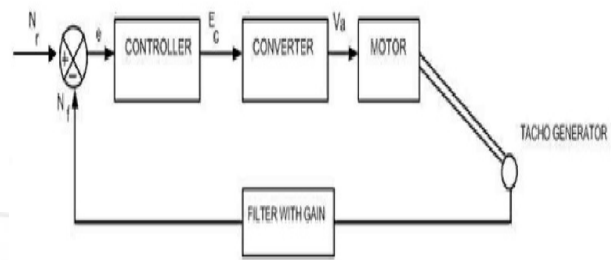 N
r
e
CONTROLLER
E
c
CONVERTER
Va
MOTOR
+
−
N
f
TACHO GENERATOR
FILTER WITH GAIN